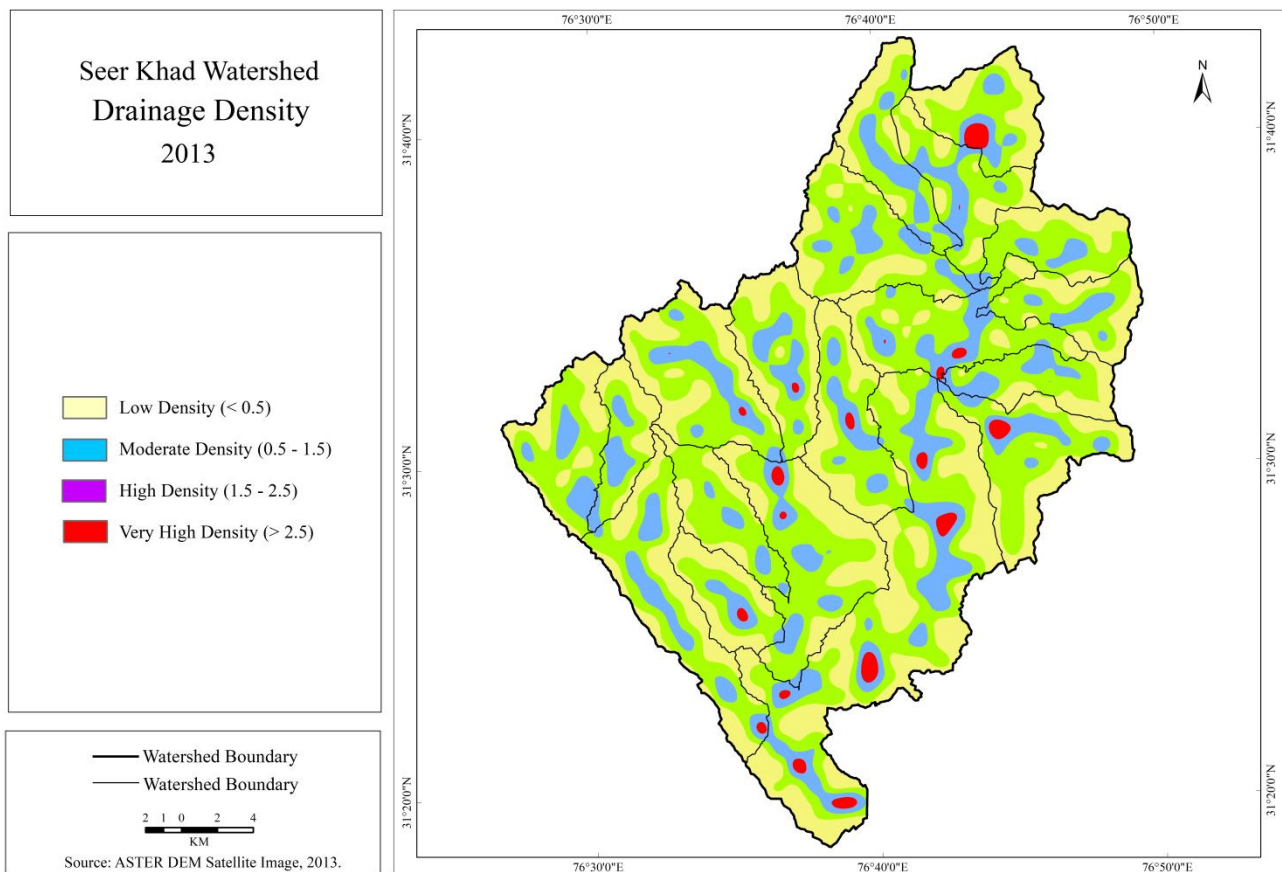 Seer Khad Watershed
Drainage Density
2013
Low Density (< 0.5)
Moderate Density (0.5 - 1.5)
High Density (1.5 - 2.5)
Very High Density (> 2.5)
Watershed Boundary
Watershed Boundary
2 1 0 2 4
KM
Source: ASTER DEM Satellite Image, 2013.
76°30'0"E 76°40'0"E 76°50'0"E
N
31°40'0"N 31°40'0"N
31°30'0"N 31°30'0"N
31°20'0"N 31°20'0"N
76°30'0"E 76°40'0"E 76°50'0"E